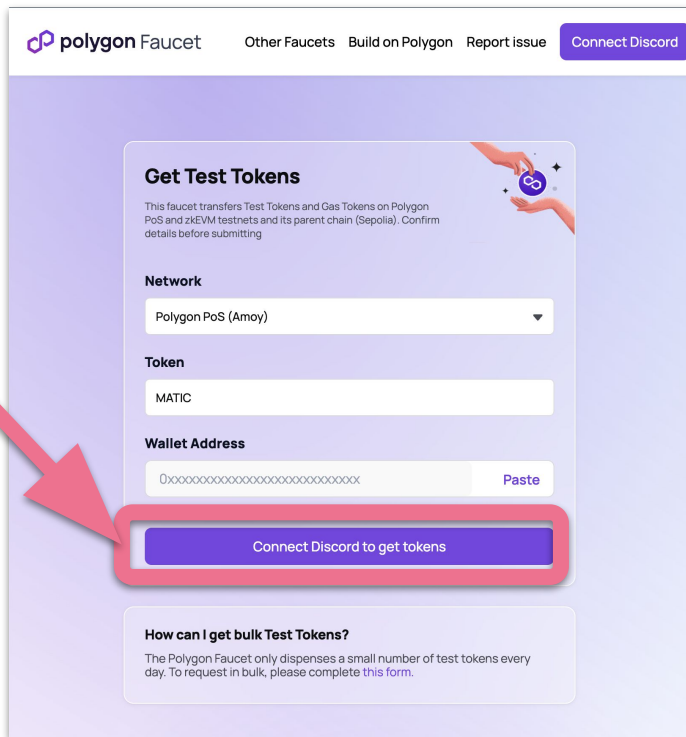 polygon Faucet
Other Faucets
Build on Polygon
Report issue
Connect Discord
Get Test Tokens
This faucet transfers Test Tokens and Gas Tokens on Polygon
PoS and zkEVM testnets and its parent chain (Sepolia). Confirm
details before submitting
Network
Polygon PoS (Amoy)
Token
MATIC
Wallet Address
0xxxxxxxxxxxxxxxxxxxxxxxxxxx
Paste
Connect Discord to get tokens
How can I get bulk Test Tokens?
The Polygon Faucet only dispenses a small number of test tokens every
day. To request in bulk, please complete this form.